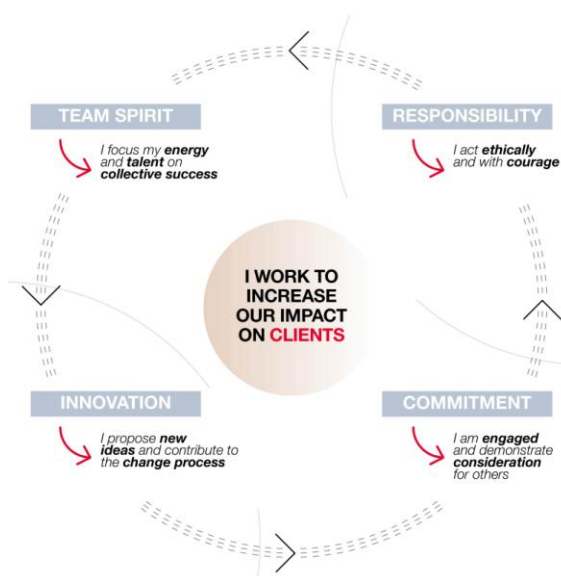 TEAM SPIRIT
I focus my energy
and talent on
collective success
RESPONSIBILITY
I act ethically
and with courage
I WORK TO
INCREASE
OUR IMPACT
ON CLIENTS
INNOVATION
I propose new
ideas and contribute to
the change process
COMMITMENT
I am engaged
and demonstrate
consideration
for others